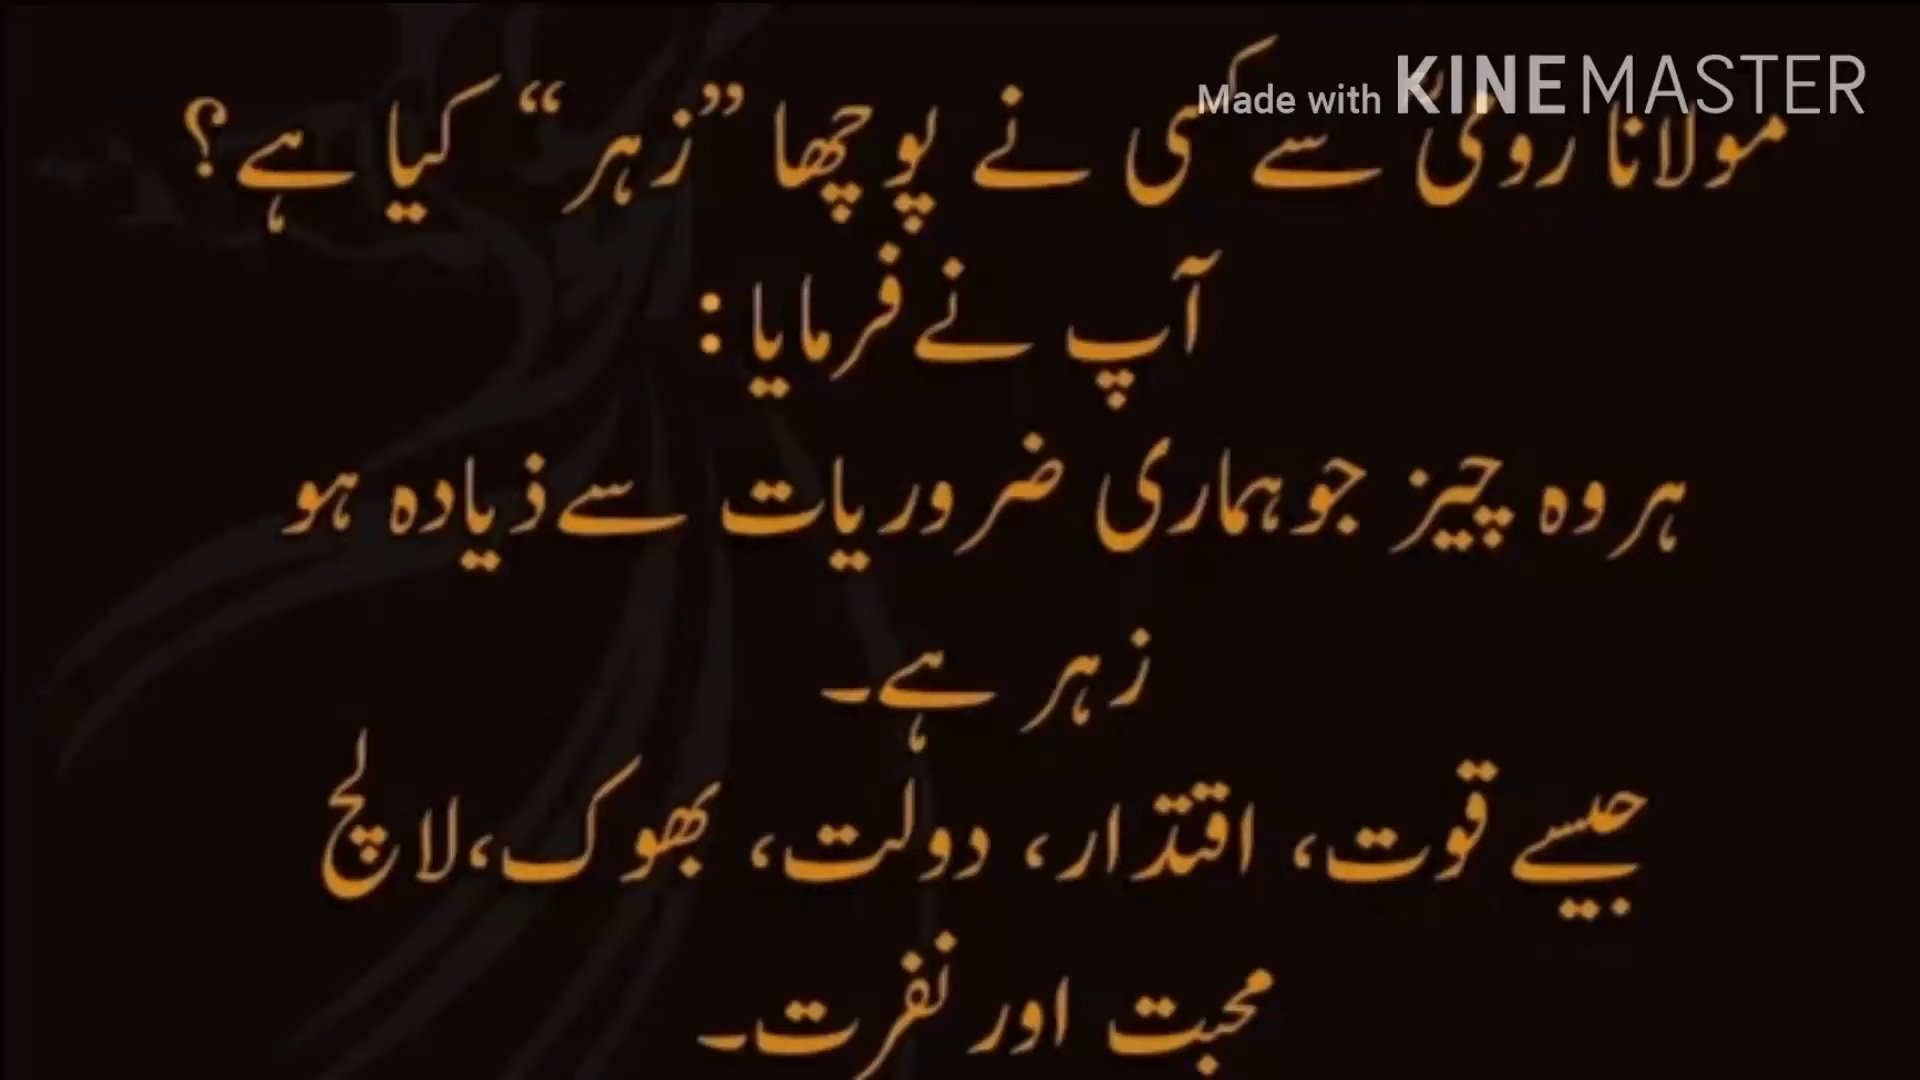 Made with KINEMASTER
مولانا رومیؒ سے کسی نے پوچھا ”زہر“ کیا ہے؟
آپ نے فرمایا :
ہر وہ چیز جو ہماری ضروریات سے ذیادہ ہو
زہر ہے۔
جیسے قوت، اقتدار، دولت، بھوک، لالچ
محبت اور نفرت۔